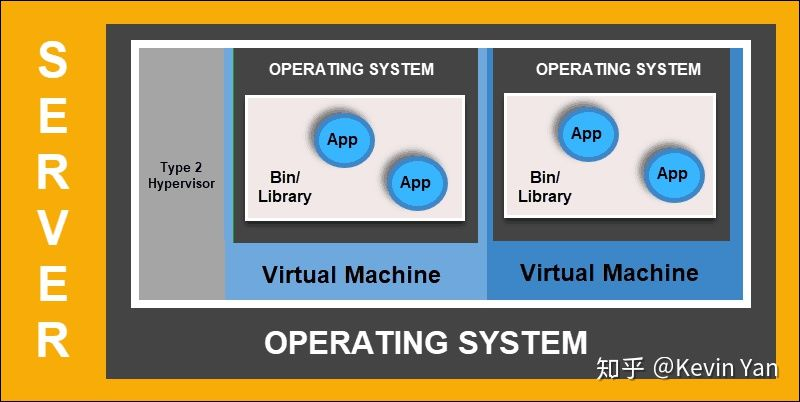 SERVER
Type 2
Hypervisor
OPERATING SYSTEM
App
App
Bin/
Library
Virtual Machine
OPERATING SYSTEM
App
App
Bin/
Library
Virtual Machine
OPERATING SYSTEM
知乎 @Kevin Yan